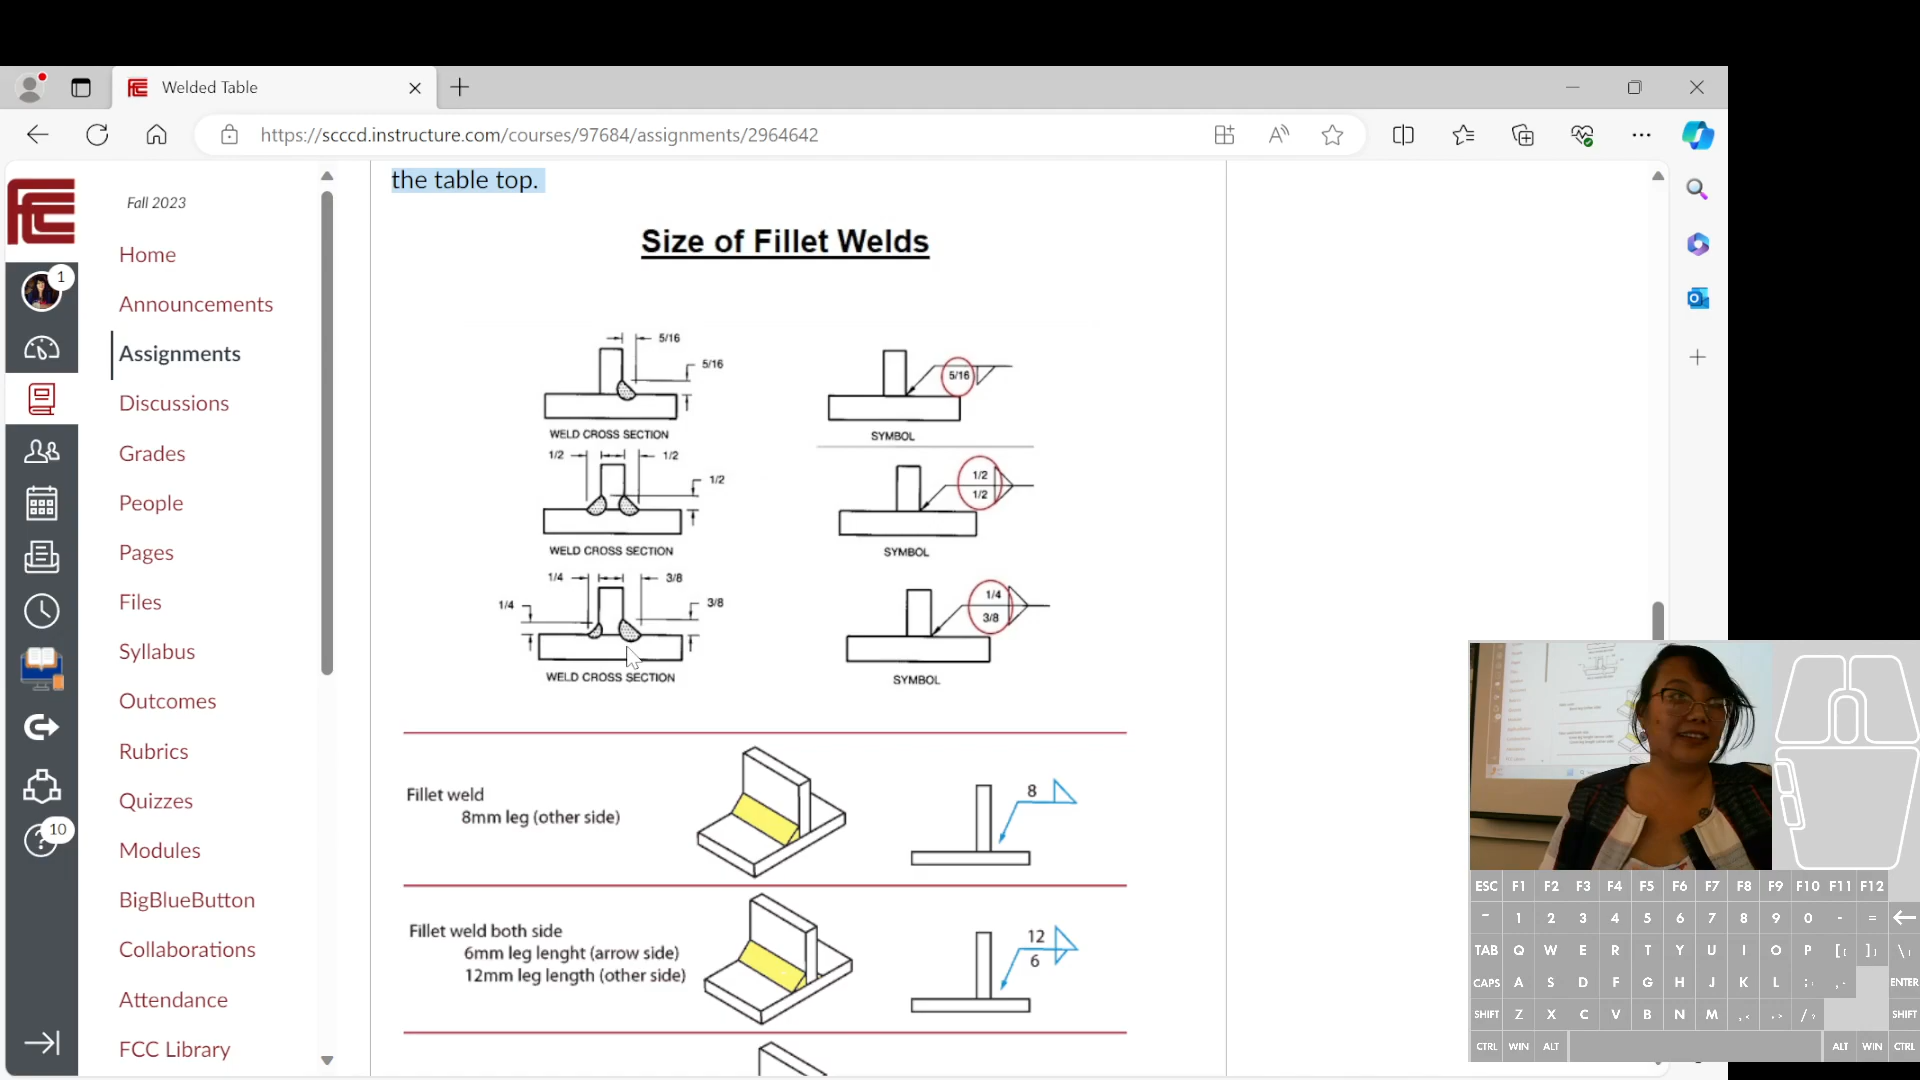 Welded Table
https://scccd.instructure.com/courses/97684/assignments/2964642
Fall 2023
Home
1
Announcements
Assignments
Discussions
Grades
People
Pages
Files
Syllabus
Outcomes
Rubrics
Quizzes
10
Modules
BigBlueButton
Collaborations
Attendance
FCC Library
the table top.
Size of Fillet Welds
5/16
5/16
WELD CROSS SECTION
5/16
SYMBOL
1/2 1/2
1/2
WELD CROSS SECTION
1/2
1/2
SYMBOL
1/4 3/8
1/4 3/8
WELD CROSS SECTION
1/4
3/8
SYMBOL
Fillet weld
8mm leg (other side)
8
Fillet weld both side
6mm leg lenght (arrow side)
12mm leg length (other side)
12
6
ESC F1 F2 F3 F4 F5 F6 F7 F8 F9 F10 F11 F12
~ 1 2 3 4 5 6 7 8 9 0 - =
TAB Q W E R T Y U I O P
CAPS A S D F G H J K L ENTER
SHIFT Z X C V B N M SHIFT
CTRL WIN ALT ALT WIN CTRL